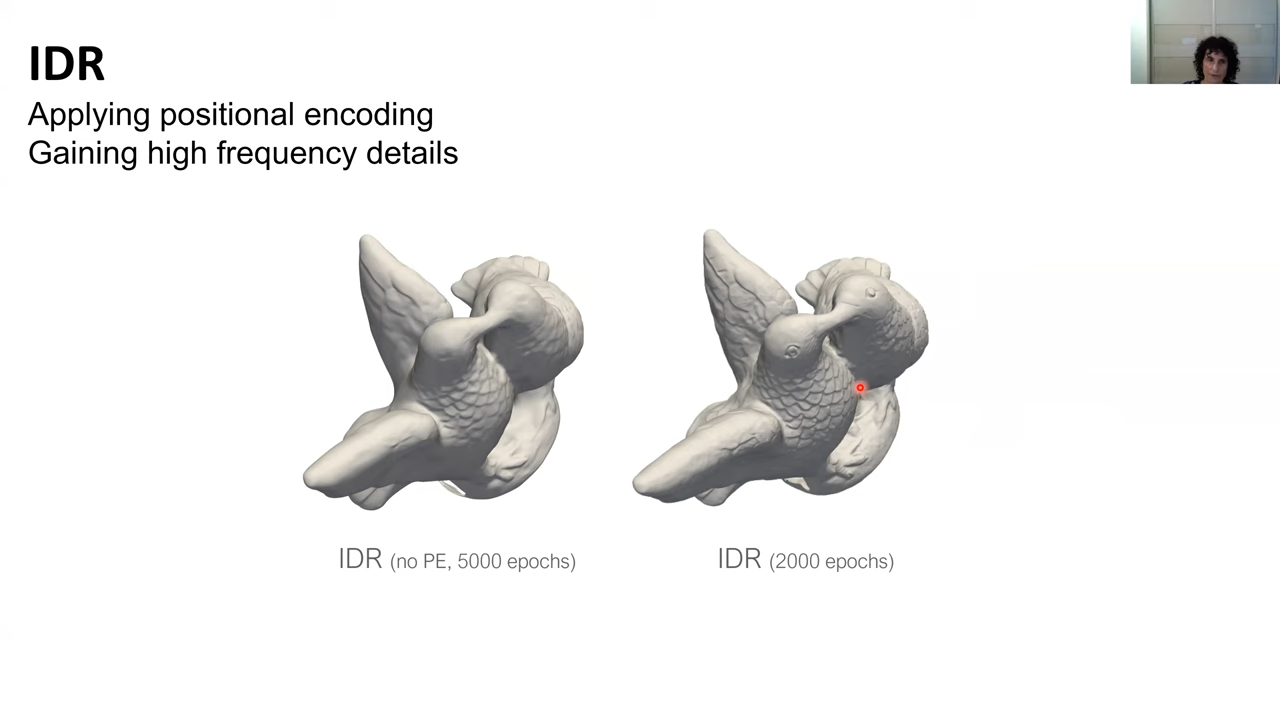 IDR
Applying positional encoding
Gaining high frequency details
IDR (no PE, 5000 epochs)
IDR (2000 epochs)